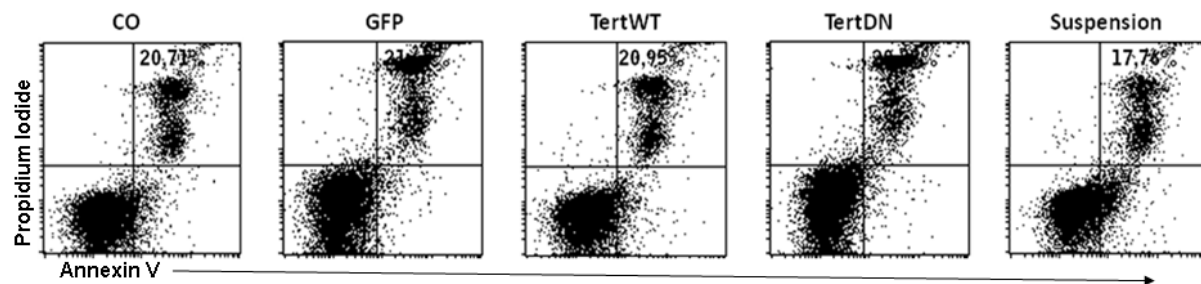 CO GFP TertWT TertDN Suspension
20,71%
20,95%
17,76%
Propidium Iodide
Annexin V